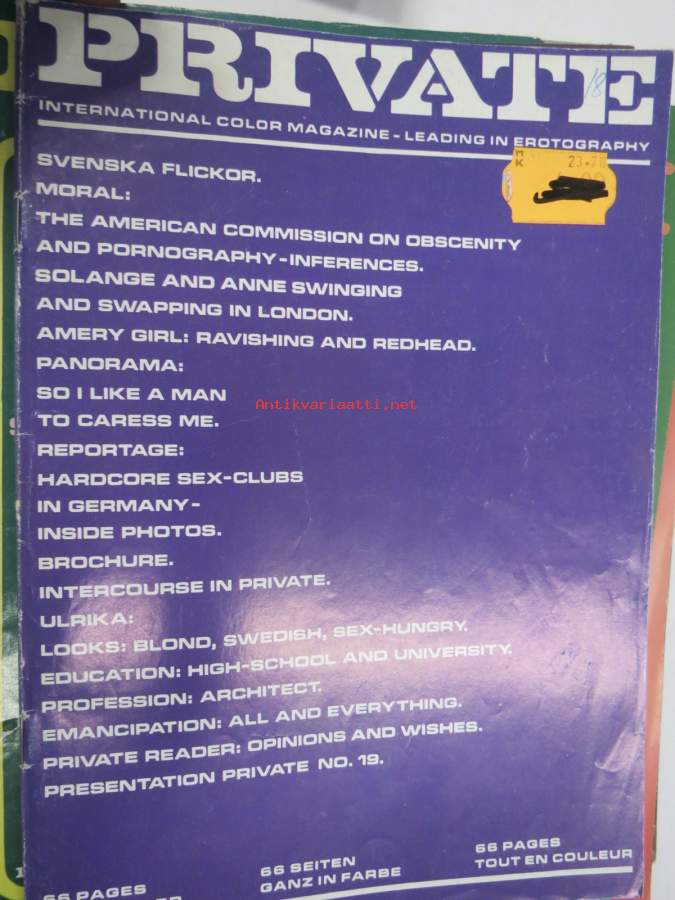 PRIVATE
18
INTERNATIONAL COLOR MAGAZINE - LEADING IN EROTOGRAPHY
MK
23.7
SVENSKA FLICKOR.
MORAL:
THE AMERICAN COMMISSION ON OBSCENITY
AND PORNOGRAPHY-INFERENCES.
SOLANGE AND ANNE SWINGING
AND SWAPPING IN LONDON.
AMERY GIRL: RAVISHING AND REDHEAD.
PANORAMA:
SO I LIKE A MAN
TO CARESS ME.
Antikvariaatti.net
REPORTAGE:
HARDCORE SEX-CLUBS
IN GERMANY-
INSIDE PHOTOS.
BROCHURE.
INTERCOURSE IN PRIVATE.
ULRIKA:
LOOKS: BLOND, SWEDISH, SEX-HUNGRY.
EDUCATION: HIGH-SCHOOL AND UNIVERSITY.
PROFESSION: ARCHITECT.
EMANCIPATION: ALL AND EVERYTHING.
PRIVATE READER: OPINIONS AND WISHES.
PRESENTATION PRIVATE NO. 19.
66 PAGES
66 SEITEN
GANZ IN FARBE
66 PAGES
TOUT EN COULEUR